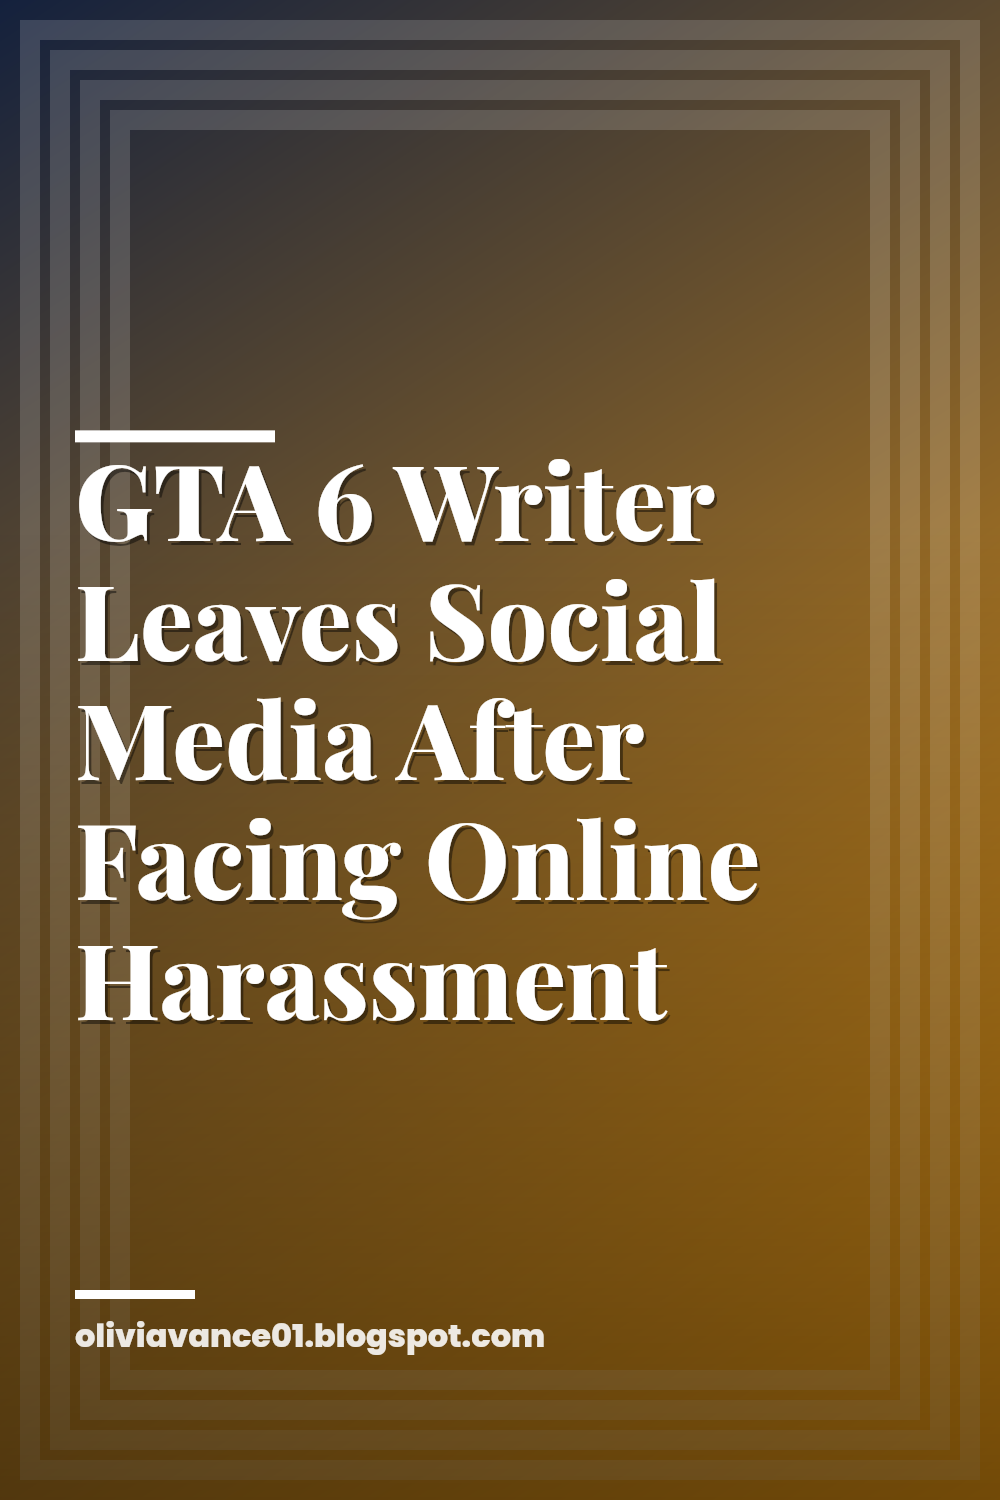 GTA 6 Writer
Leaves Social
Media After
Facing Online
Harassment
oliviavance01.blogspot.com